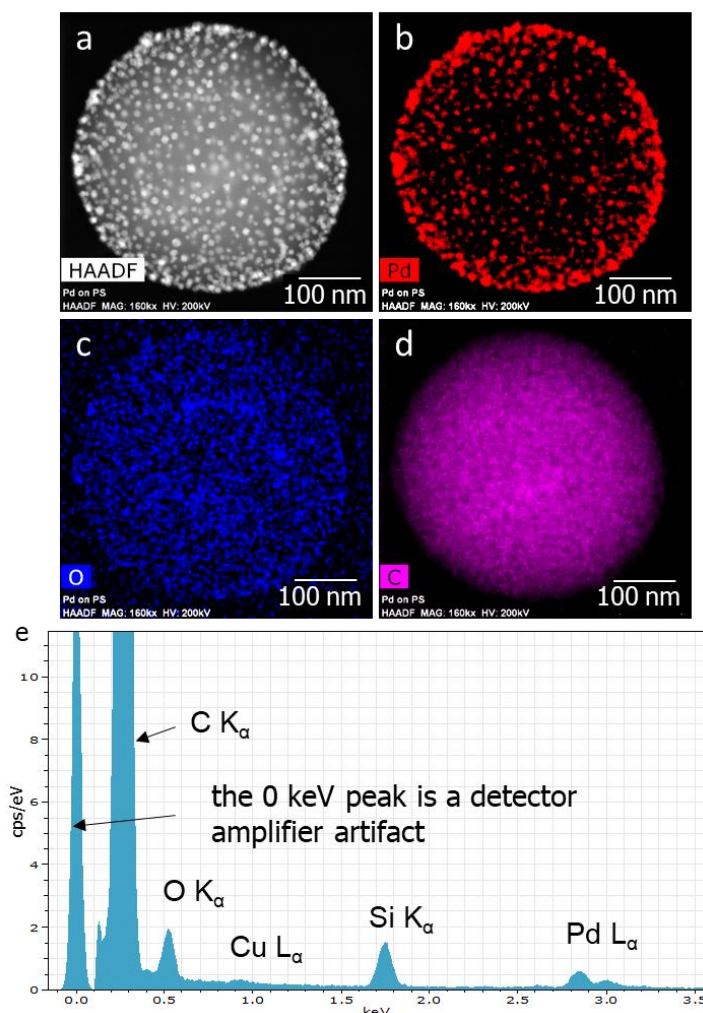 a
HAADF
100 nm
Pd on PS
HAADF MAG: 160kx HV: 200kV
b
Pd
100 nm
Pd on PS
HAADF MAG: 160kx HV: 200kV
c
O
100 nm
Pd on PS
HAADF MAG: 160kx HV: 200kV
d
C
100 nm
Pd on PS
HAADF MAG: 160kx HV: 200kV
e
10
8
6
4
2
0
cps/eV
C Kα
the 0 keV peak is a detector
amplifier artifact
O Kα
Cu Lα
Si Kα
Pd Lα
0.0 0.5 1.0 1.5 2.0 2.5 3.0 3.5
keV